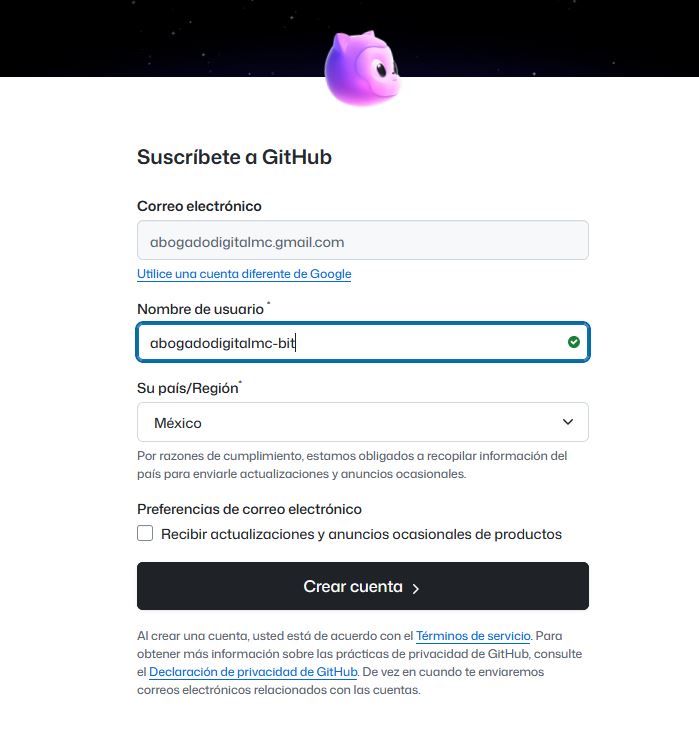 Suscríbete a GitHub
Correo electrónico
abogadodigitalmc.gmail.com
Utilice una cuenta diferente de Google
Nombre de usuario *
abogadodigitalmc-bit
Su país/Región*
México
Por razones de cumplimiento, estamos obligados a recopilar información del
país para enviarle actualizaciones y anuncios ocasionales.
Preferencias de correo electrónico
Recibir actualizaciones y anuncios ocasionales de productos
Crear cuenta >
Al crear una cuenta, usted está de acuerdo con el Términos de servicio. Para
obtener más información sobre las prácticas de privacidad de GitHub, consulte
el Declaración de privacidad de GitHub. De vez en cuando te enviaremos
correos electrónicos relacionados con las cuentas.